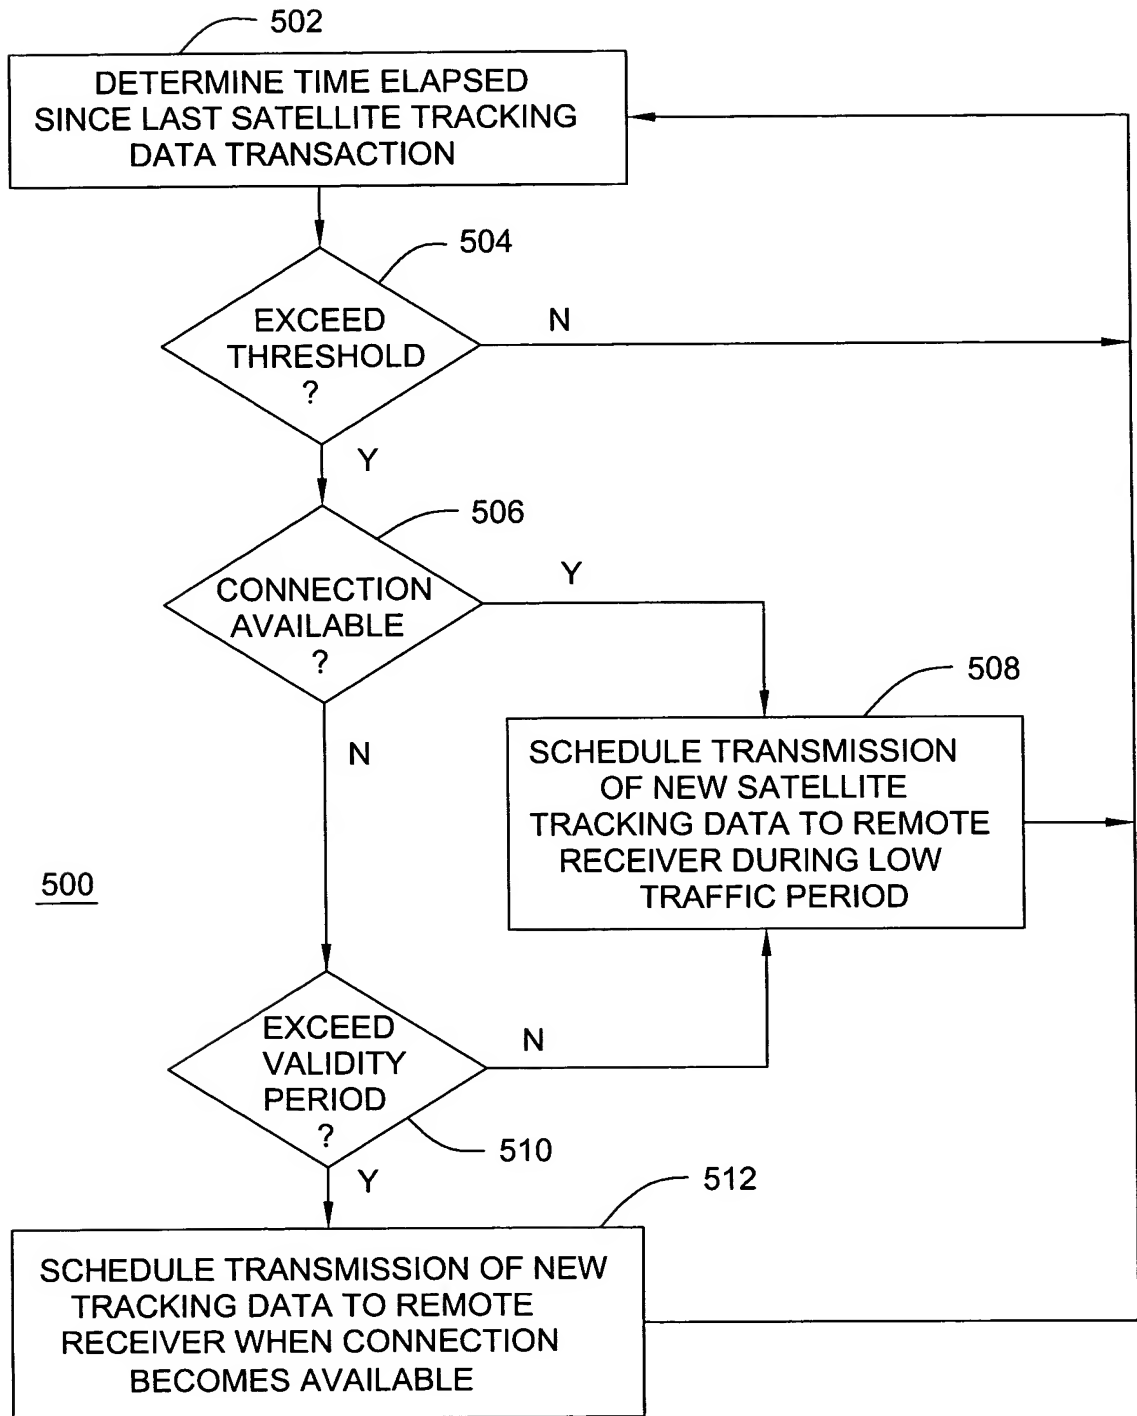 502
DETERMINE TIME ELAPSED
SINCE LAST SATELLITE TRACKING
DATA TRANSACTION
504
EXCEED
THRESHOLD
?
N
Y
506
CONNECTION
AVAILABLE
?
Y
N
508
SCHEDULE TRANSMISSION
OF NEW SATELLITE
TRACKING DATA TO REMOTE
RECEIVER DURING LOW
TRAFFIC PERIOD
500
EXCEED
VALIDITY
PERIOD
?
N
510
Y
512
SCHEDULE TRANSMISSION OF NEW
TRACKING DATA TO REMOTE
RECEIVER WHEN CONNECTION
BECOMES AVAILABLE